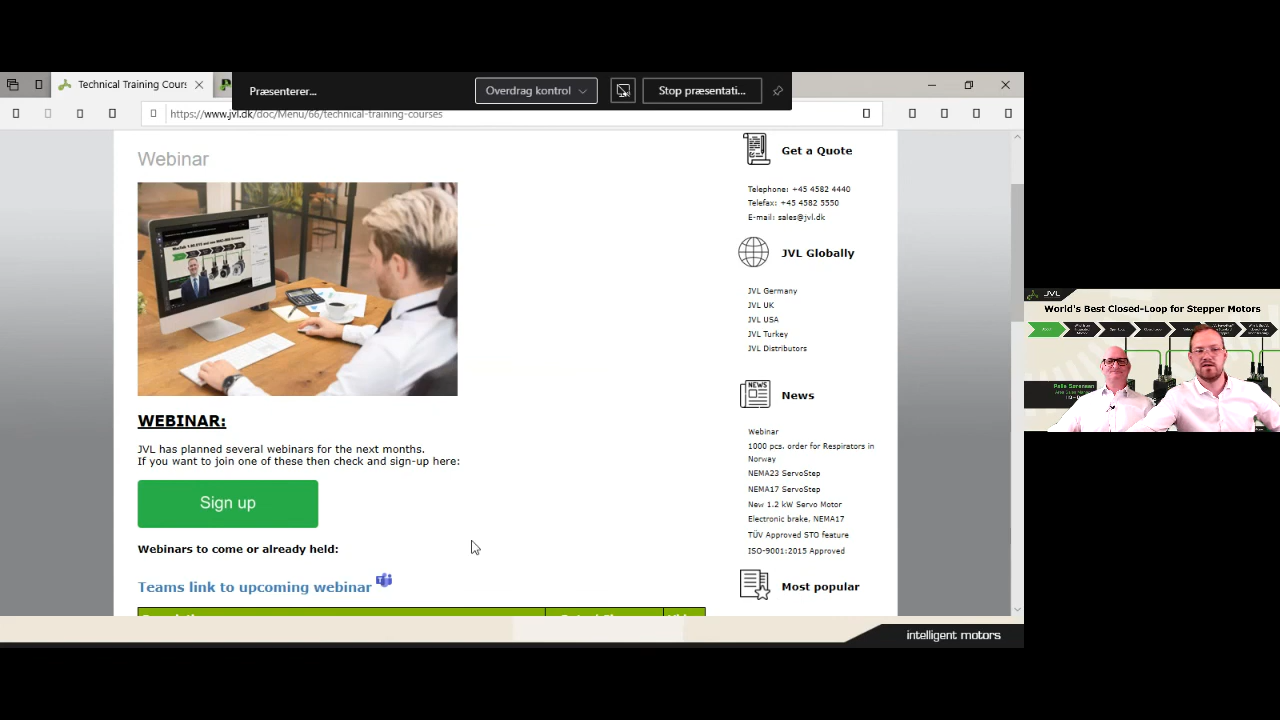 Technical Training Cours
Præsenterer...
Overdrag kontrol
Stop præsentati...
https://www.jvl.dk/doc/Menu/66/technical-training-courses
Webinar
WEBINAR:
JVL has planned several webinars for the next months.
If you want to join one of these then check and sign-up here:
Sign up
Webinars to come or already held:
Teams link to upcoming webinar
Get a Quote
Telephone: +45 4582 4440
Telefax: +45 4582 5550
E-mail: sales@jvl.dk
JVL Globally
JVL Germany
JVL UK
JVL USA
JVL Turkey
JVL Distributors
NEWS
News
Webinar
1000 pcs. order for Respirators in
Norway
NEMA23 ServoStep
NEMA17 ServoStep
New 1.2 kW Servo Motor
Electronic brake, NEMA17
TÜV Approved STO feature
ISO-9001:2015 Approved
Most popular
intelligent motors
JVL
World's Best Closed-Loop for Stepper Motors
Palle Sørensen